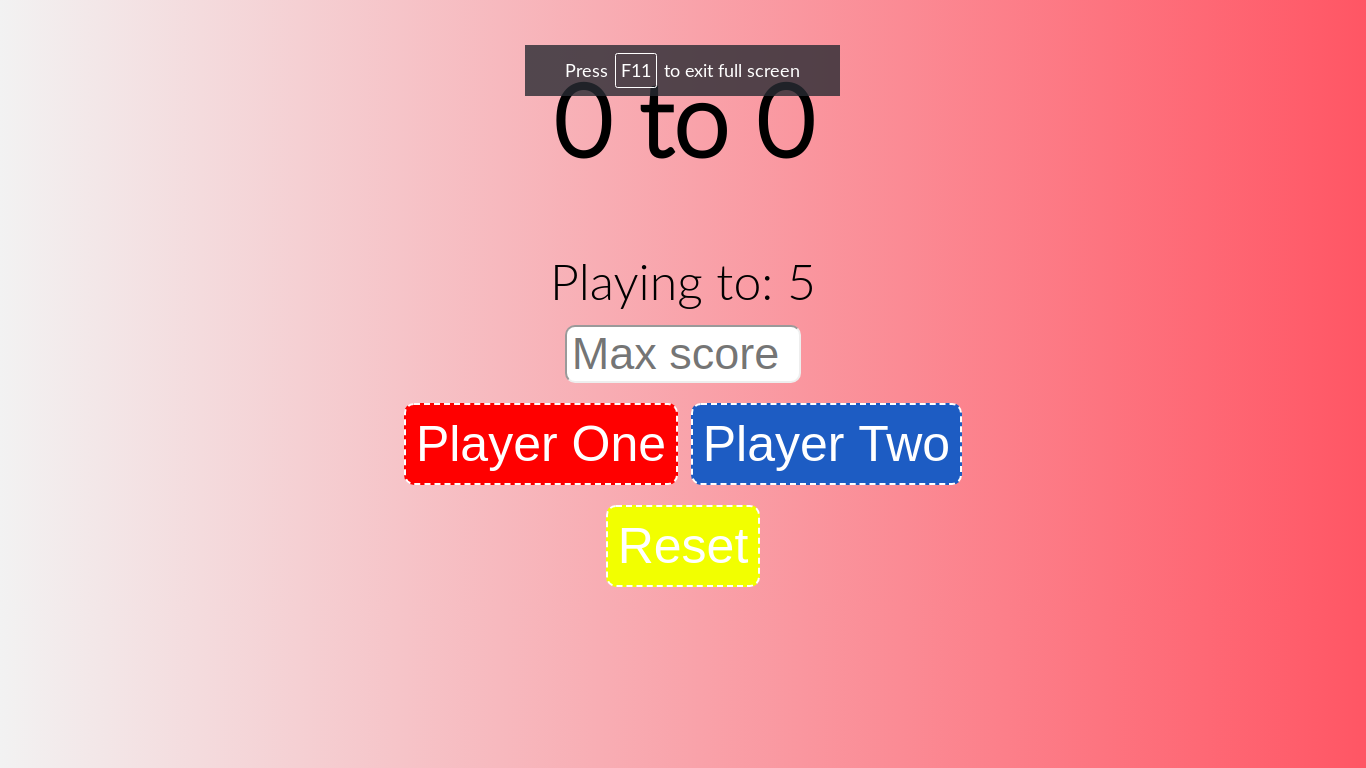 Press F11 to exit full screen
0 to 0
Playing to: 5
Max score
Player One Player Two
Reset